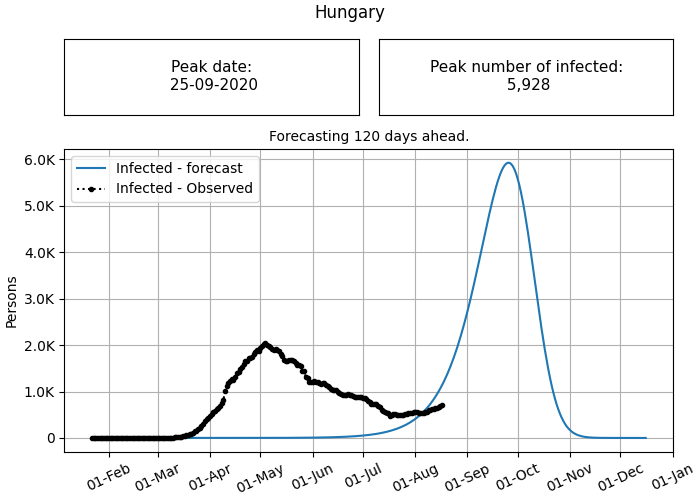 Hungary
Peak date:
25-09-2020
Peak number of infected:
5,928
Forecasting 120 days ahead.
Infected - forecast
Infected - Observed
6.0K
5.0K
4.0K
3.0K
2.0K
1.0K
0
Persons
01-Feb
01-Mar
01-Apr
01-May
01-Jun
01-Jul
01-Aug
01-Sep
01-Oct
01-Nov
01-Dec
01-Jan